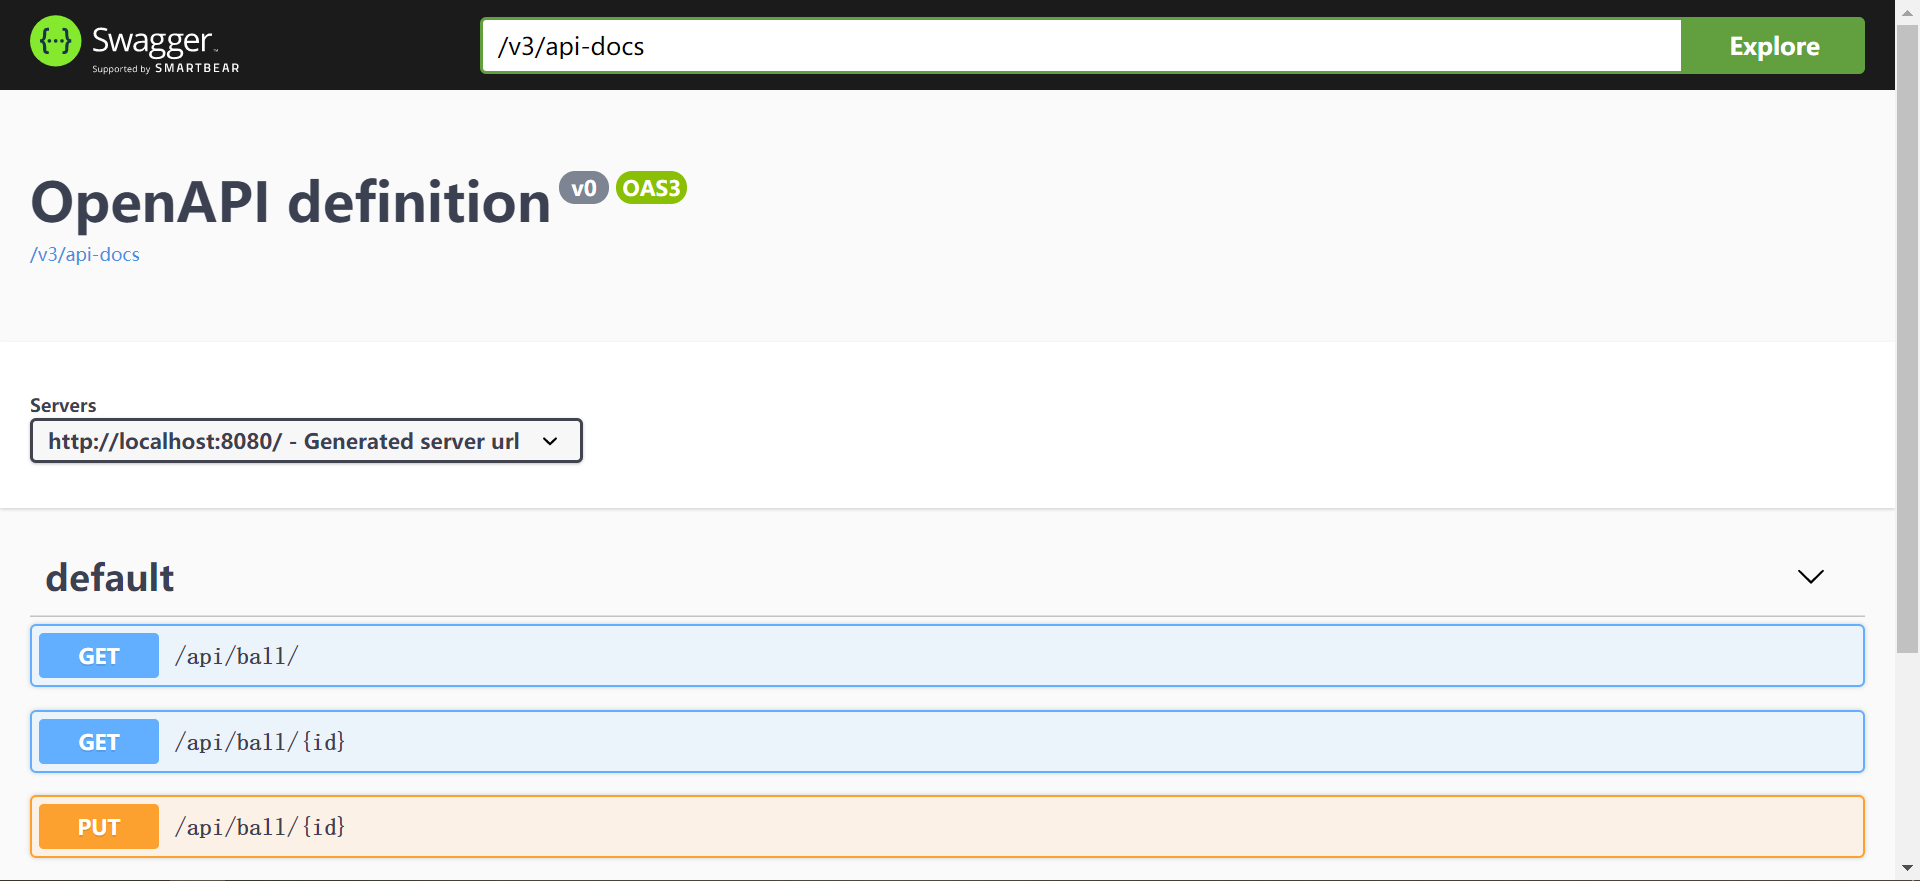 Swagger™
Supported by SMARTBEAR
/v3/api-docs
Explore
OpenAPI definition
v0
OAS3
/v3/api-docs
Servers
http://localhost:8080/ - Generated server url
default
GET /api/ball/
GET /api/ball/{id}
PUT /api/ball/{id}